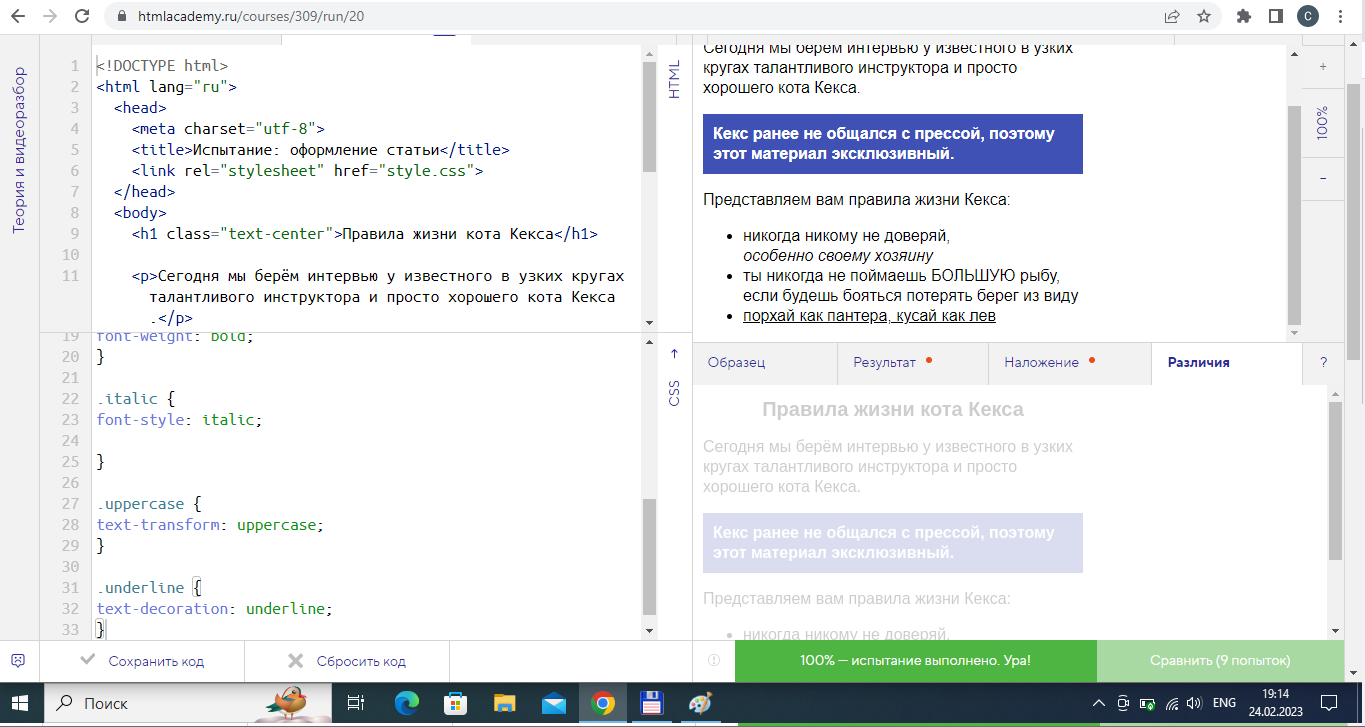 htmlacademy.ru/courses/309/run/20
C
Теория и видеоразбор
1 <!DOCTYPE html>
2 <html lang="ru">
3 <head>
4 <meta charset="utf-8">
5 <title>Испытание: оформление статьи</title>
6 <link rel="stylesheet" href="style.css">
7 </head>
8 <body>
9 <h1 class="text-center">Правила жизни кота Кекса</h1>
10
11 <p>Сегодня мы берём интервью у известного в узких кругах
талантливого инструктора и просто хорошего кота Кекса
.</p>
HTML
19 font-weight: bold;
20 }
21
22 .italic {
23 font-style: italic;
24
25 }
26
27 .uppercase {
28 text-transform: uppercase;
29 }
30
31 .underline {
32 text-decoration: underline;
33 }
CSS
Сохранить код
Сбросить код
Сегодня мы берём интервью у известного в узких
кругах талантливого инструктора и просто
хорошего кота Кекса.
Кекс ранее не общался с прессой, поэтому
этот материал эксклюзивный.
Представляем вам правила жизни Кекса:
никогда никому не доверяй,
особенно своему хозяину
ты никогда не поймаешь БОЛЬШУЮ рыбу,
если будешь бояться потерять берег из виду
порхай как пантера, кусай как лев
+
100%
−
Образец
Результат
Наложение
Различия
?
Правила жизни кота Кекса
Сегодня мы берём интервью у известного в узких
кругах талантливого инструктора и просто
хорошего кота Кекса.
Кекс ранее не общался с прессой, поэтому
этот материал эксклюзивный.
Представляем вам правила жизни Кекса:
никогда никому не доверяй,
100% — испытание выполнено. Ура!
Сравнить (9 попыток)
Поиск
ENG
19:14
24.02.2023